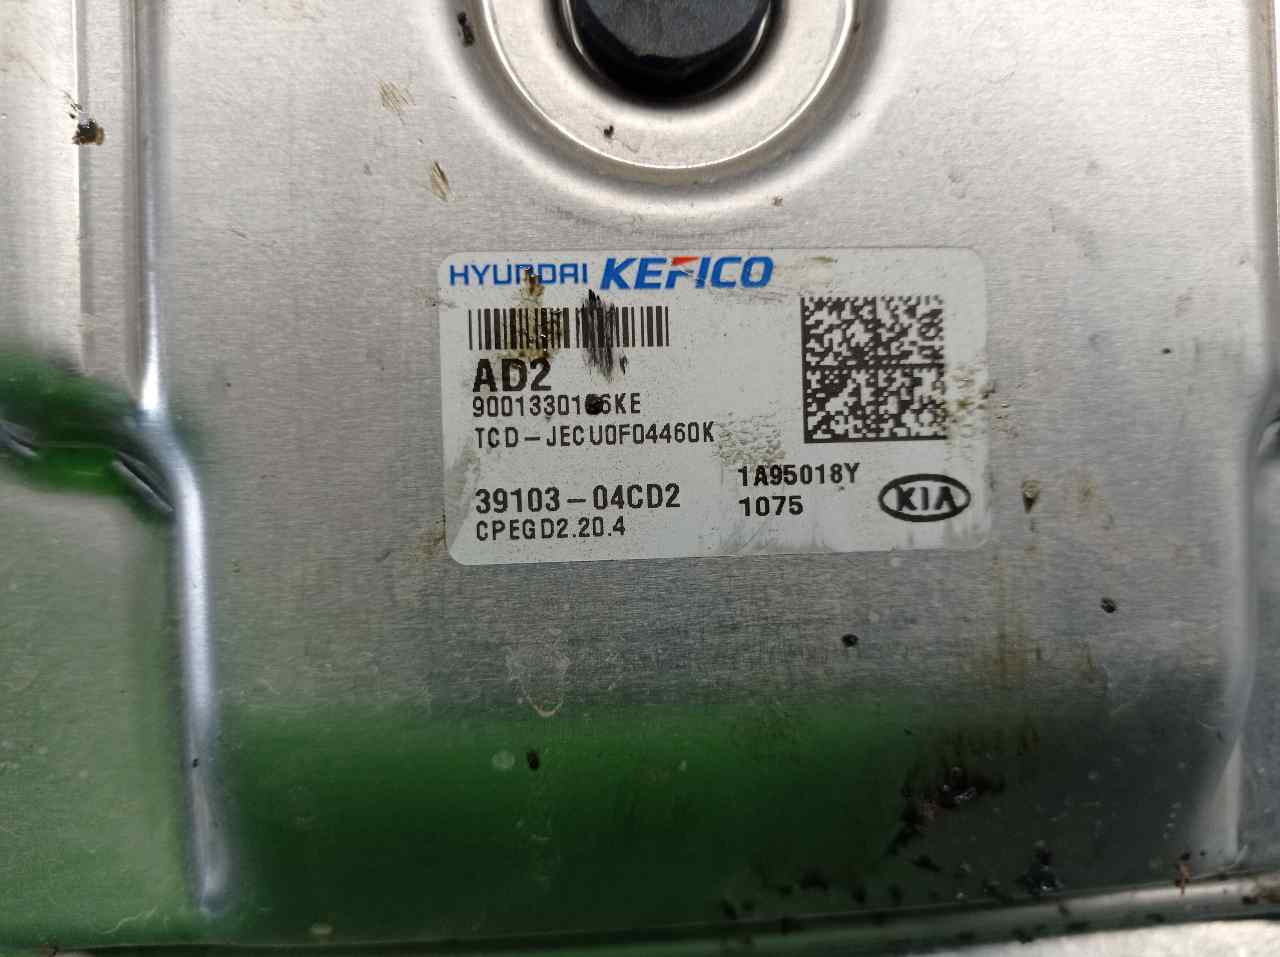 HYUNDAI KEFICO
AD2
TCD-JECU0F04460K
39103-04CD2
CPEGD2.20.4
1A95018Y
1075
KIA